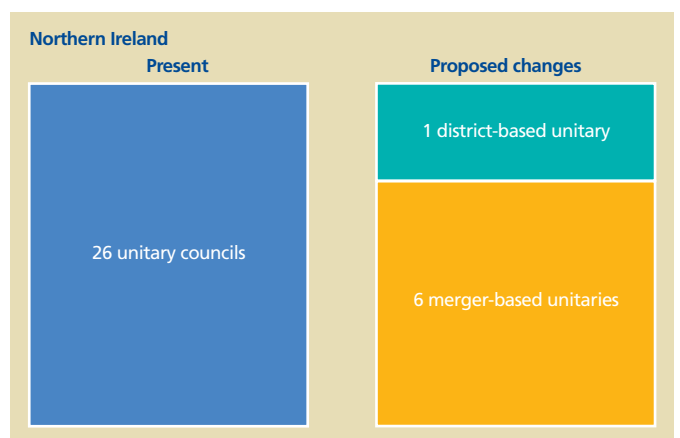 Northern Ireland
Present
Proposed changes
26 unitary councils
1 district-based unitary
6 merger-based unitaries